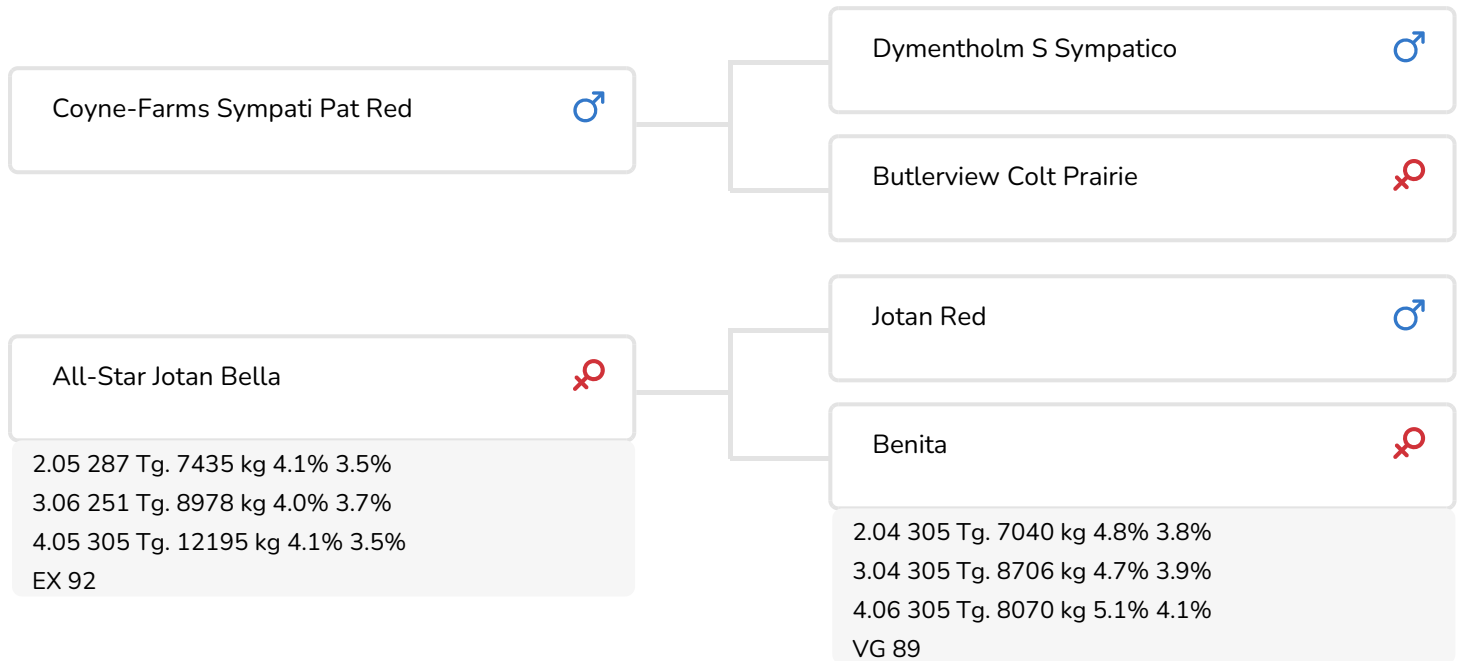 Dymentholm S Sympatico
Coyne-Farms Sympati Pat Red
Butlerview Colt Prairie
Jotan Red
All-Star Jotan Bella
2.05 287 Tg. 7435 kg 4.1% 3.5%
3.06 251 Tg. 8978 kg 4.0% 3.7%
4.05 305 Tg. 12195 kg 4.1% 3.5%
EX 92
Benita
2.04 305 Tg. 7040 kg 4.8% 3.8%
3.04 305 Tg. 8706 kg 4.7% 3.9%
4.06 305 Tg. 8070 kg 5.1% 4.1%
VG 89